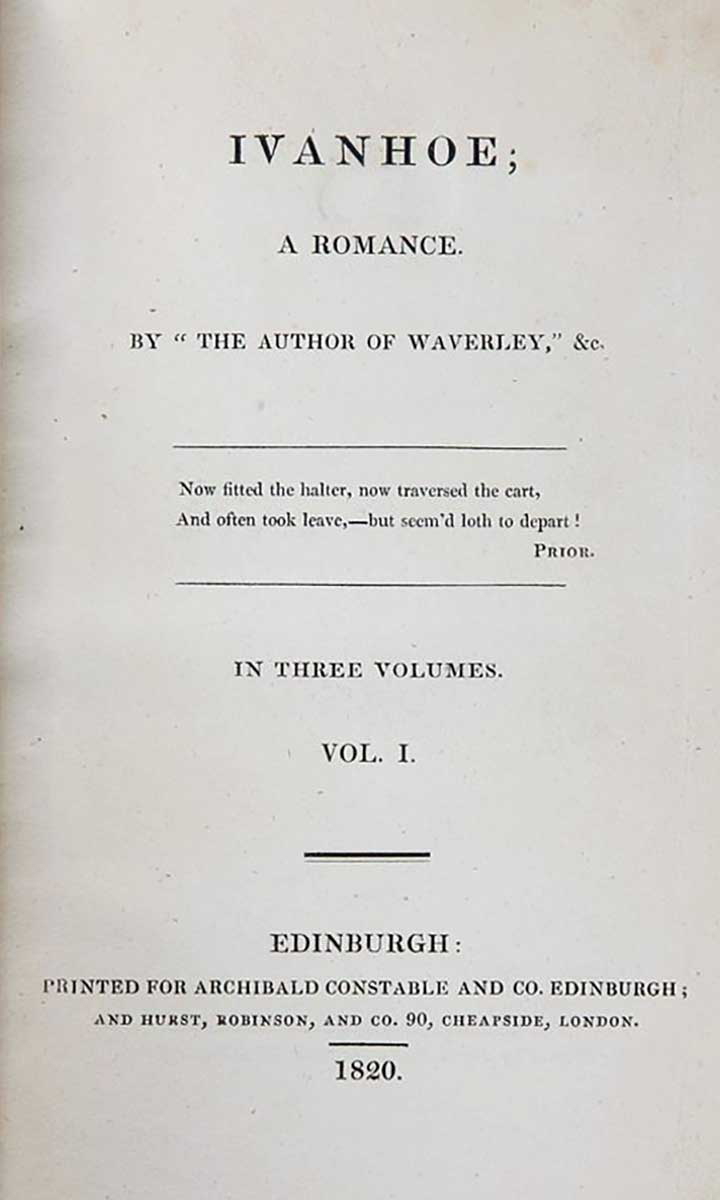 IVANHOE;
A ROMANCE.
BY “ THE AUTHOR OF WAVERLEY,” &c.
Now fitted the halter, now traversed the cart,
And often took leave,—but seem’d loth to depart !
PRIOR.
IN THREE VOLUMES.
VOL. I.
EDINBURGH :
PRINTED FOR ARCHIBALD CONSTABLE AND CO. EDINBURGH ;
AND HURST, ROBINSON, AND CO. 90, CHEAPSIDE, LONDON.
1820.